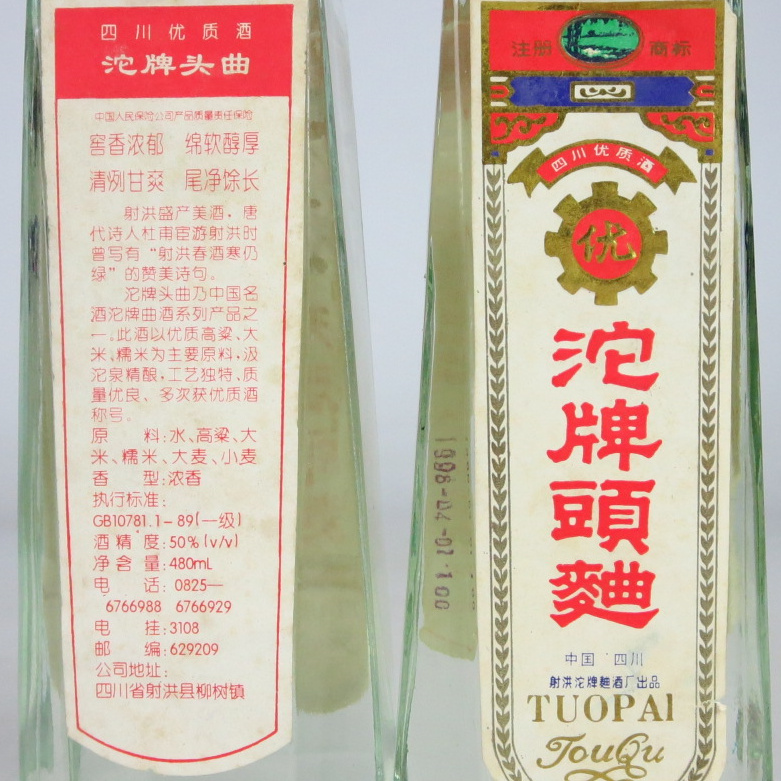 四川优质酒
沱牌头曲
中国人民保险公司产品质量责任保险
窖香浓郁 绵软醇厚
清冽甘爽 尾净馀长
射洪盛产美酒，唐
代诗人杜甫宦游射洪时
曾写有“射洪春酒寒仍
绿”的赞美诗句。
沱牌头曲乃中国名
酒沱牌曲酒系列产品之
一。此酒以优质高粱、大
米、糯米为主要原料，汲
沱泉精酿，工艺独特、质
量优良、多次获优质酒
称号。
原 料:水、高粱、大
米、糯米、大麦、小麦
香 型:浓香
执行标准:
GB10781.1-89(一级)
酒精度:50%(v/v)
净含量:480mL
电 话:0825—
6766988 6766929
电 挂:3108
邮 编:629209
公司地址:
四川省射洪县柳树镇
注册 商标
四川优质酒
优
沱牌頭麯
中国 四川
射洪沱牌麯酒厂出品
TUOPAI
TouQu